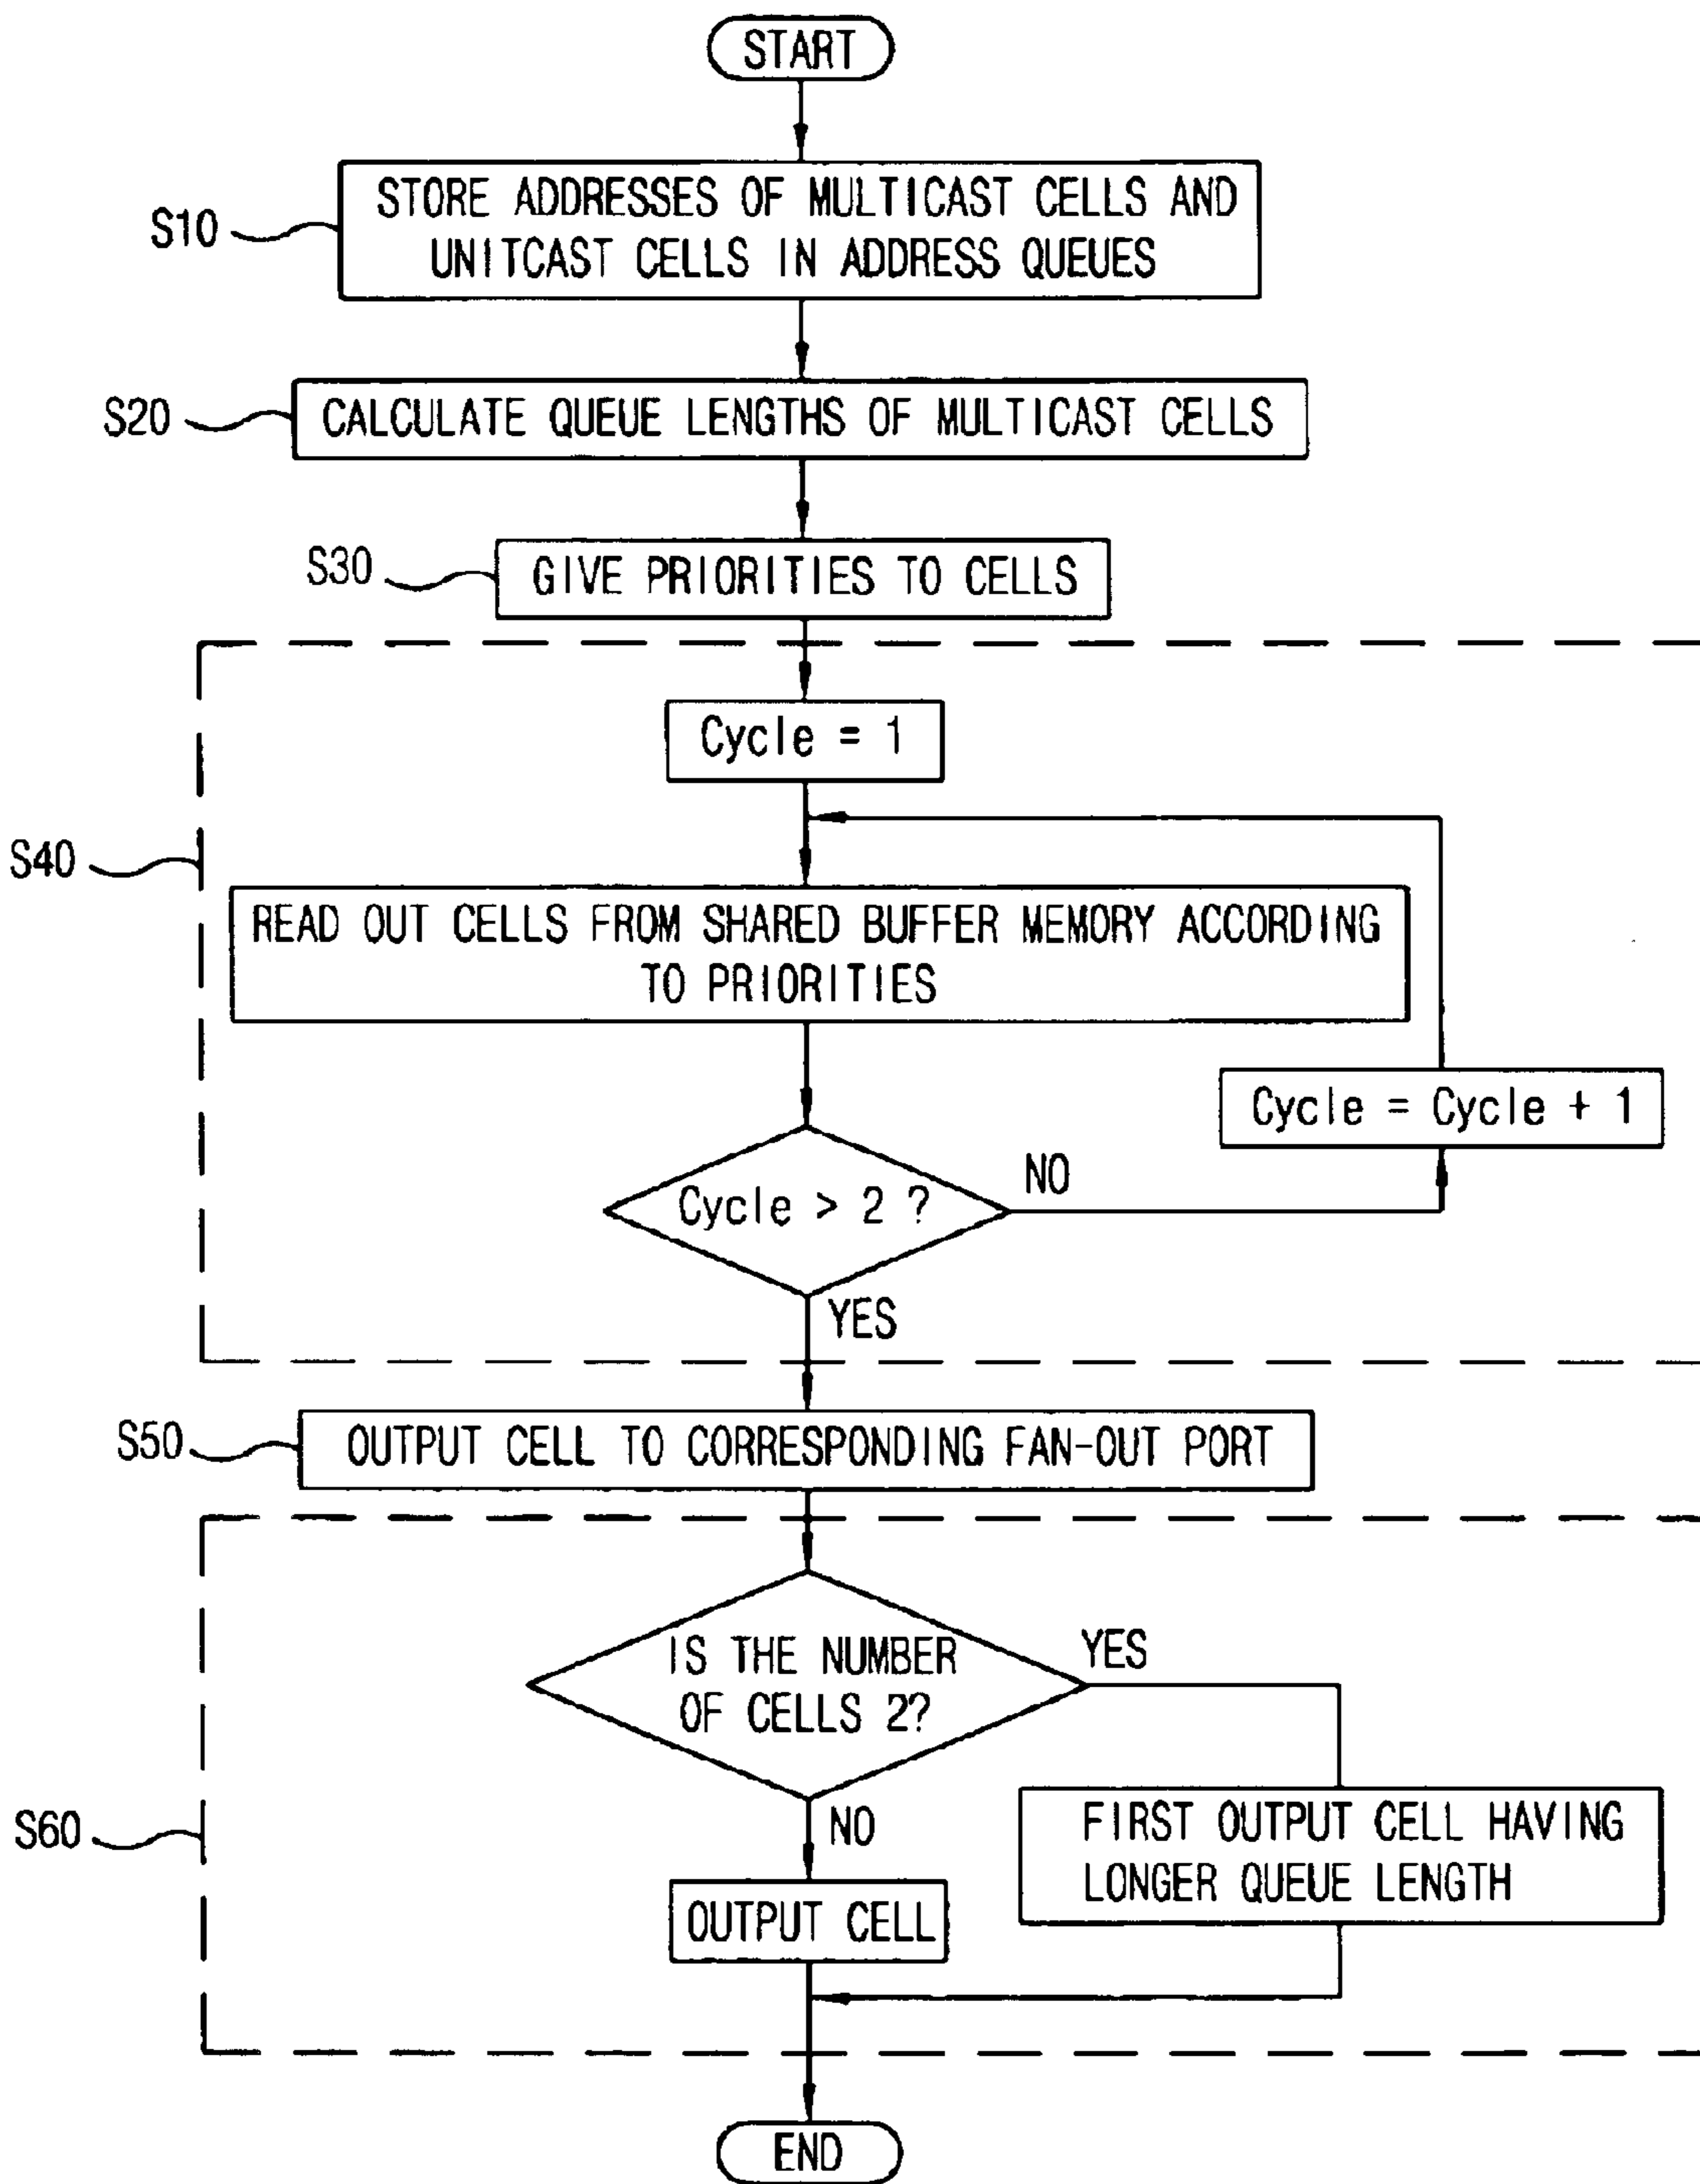 START
S10
STORE ADDRESSES OF MULTICAST CELLS AND
UNITCAST CELLS IN ADDRESS QUEUES
S20
CALCULATE QUEUE LENGTHS OF MULTICAST CELLS
S30
GIVE PRIORITIES TO CELLS
S40
Cycle = 1
READ OUT CELLS FROM SHARED BUFFER MEMORY ACCORDING
TO PRIORITIES
Cycle = Cycle + 1
Cycle > 2 ?
NO
YES
S50
OUTPUT CELL TO CORRESPONDING FAN-OUT PORT
S60
IS THE NUMBER
OF CELLS 2?
YES
NO
FIRST OUTPUT CELL HAVING
LONGER QUEUE LENGTH
OUTPUT CELL
END